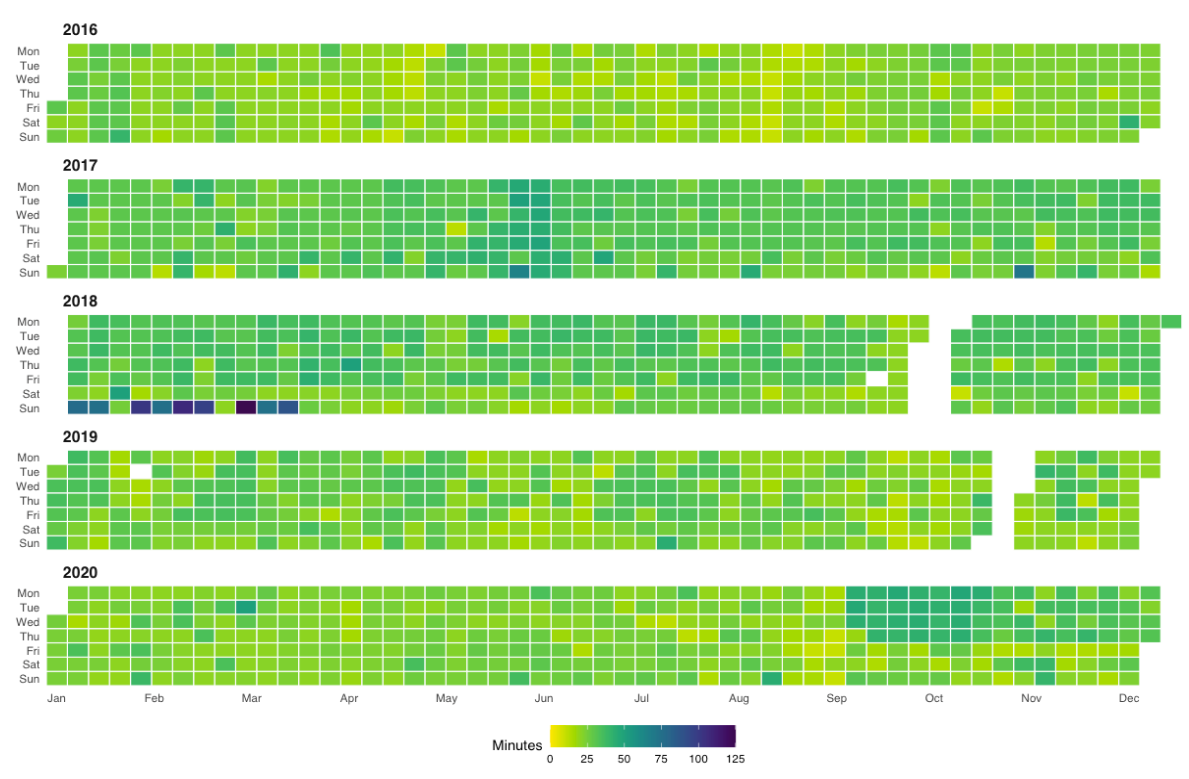 2016
Mon
Tue
Wed
Thu
Fri
Sat
Sun
2017
Mon
Tue
Wed
Thu
Fri
Sat
Sun
2018
Mon
Tue
Wed
Thu
Fri
Sat
Sun
2019
Mon
Tue
Wed
Thu
Fri
Sat
Sun
2020
Mon
Tue
Wed
Thu
Fri
Sat
Sun
Jan Feb Mar Apr May Jun Jul Aug Sep Oct Nov Dec
Minutes
0 25 50 75 100 125